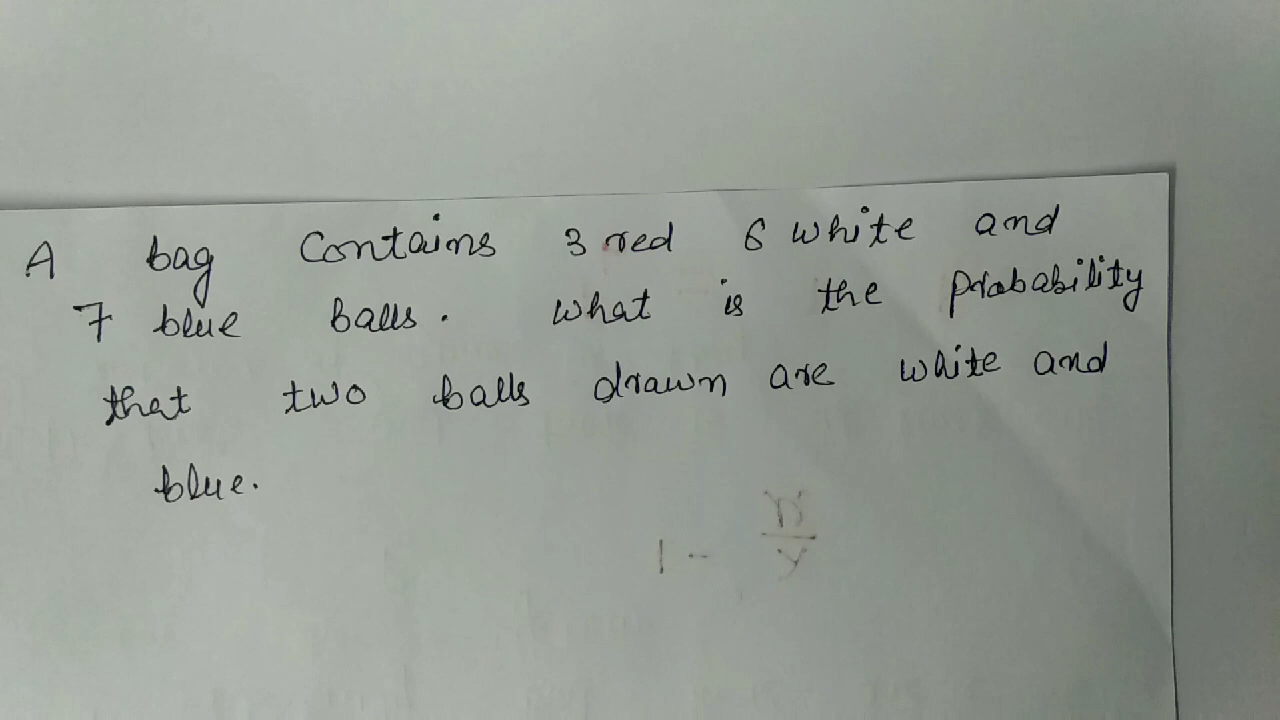 A bag contains 3 red 6 white and
7 blue balls. What is the probability
that two balls drawn are white and
blue.